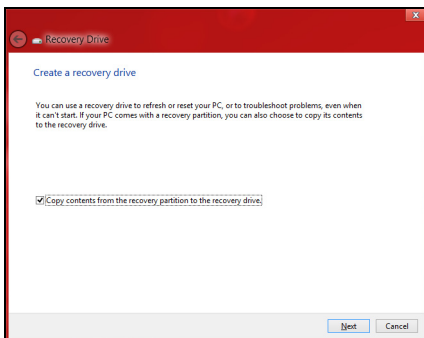 Recovery Drive
Create a recovery drive
You can use a recovery drive to refresh or reset your PC, or to troubleshoot problems, even when
it can't start. If your PC comes with a recovery partition, you can also choose to copy its contents
to the recovery drive.
Copy contents from the recovery partition to the recovery drive.
Next Cancel